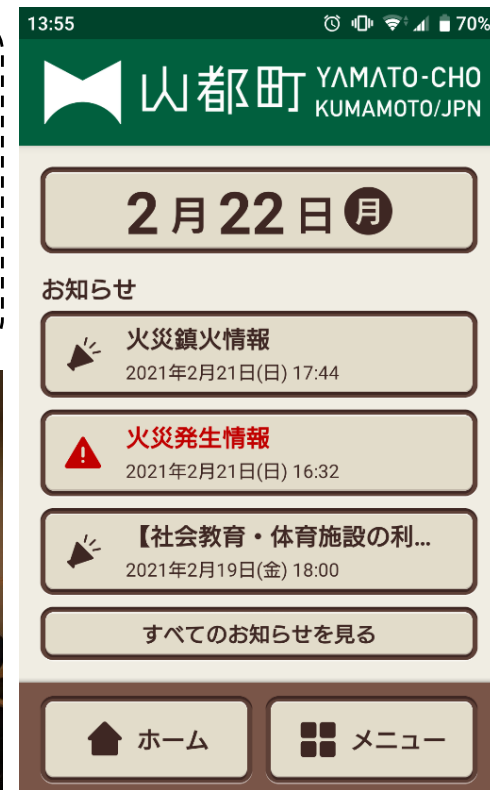 13:55
70%
山都町
YAMATO-CHO
KUMAMOTO/JPN
2月22日月
お知らせ
火災鎮火情報
2021年2月21日(日) 17:44
火災発生情報
2021年2月21日(日) 16:32
【社会教育・体育施設の利...
2021年2月19日(金) 18:00
すべてのお知らせを見る
ホーム
メニュー